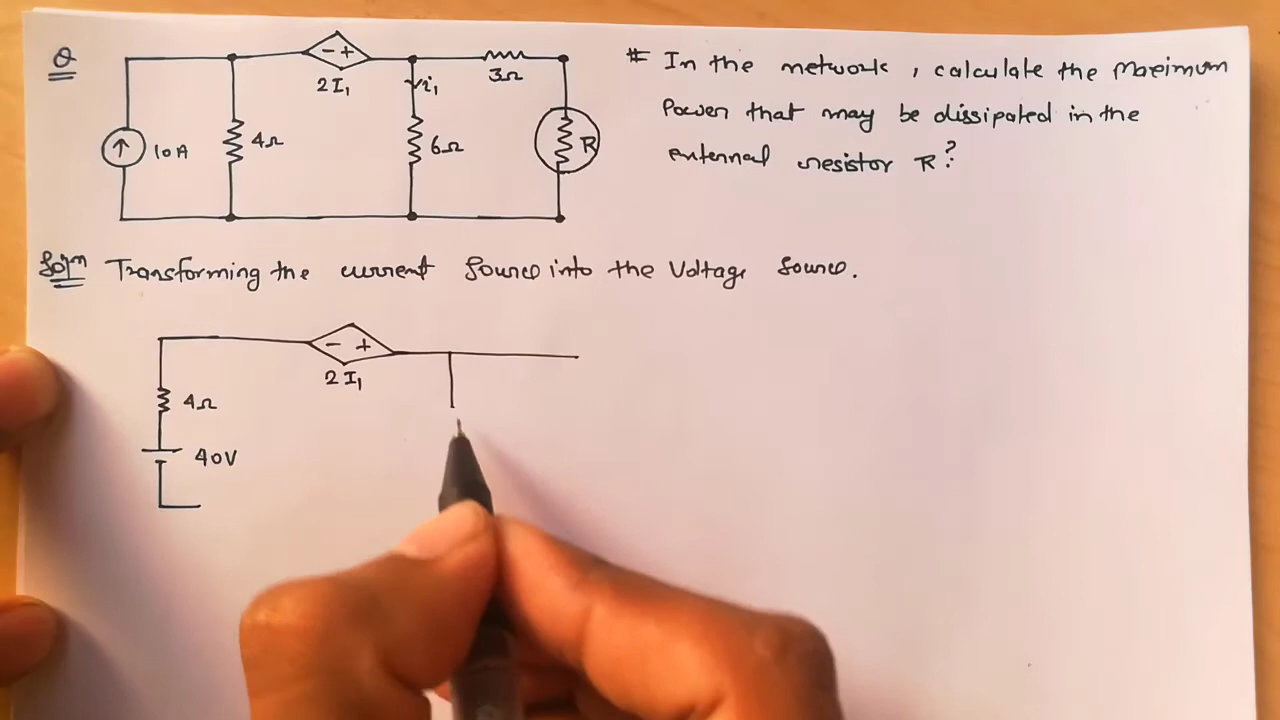 Q
2I₁
i₁
3Ω
10A
4Ω
6Ω
R
# In the network, calculate the Maximum
Power that may be dissipated in the
external resistor R?
Solⁿ Transforming the current source into the Voltage source.
2I₁
4Ω
40V